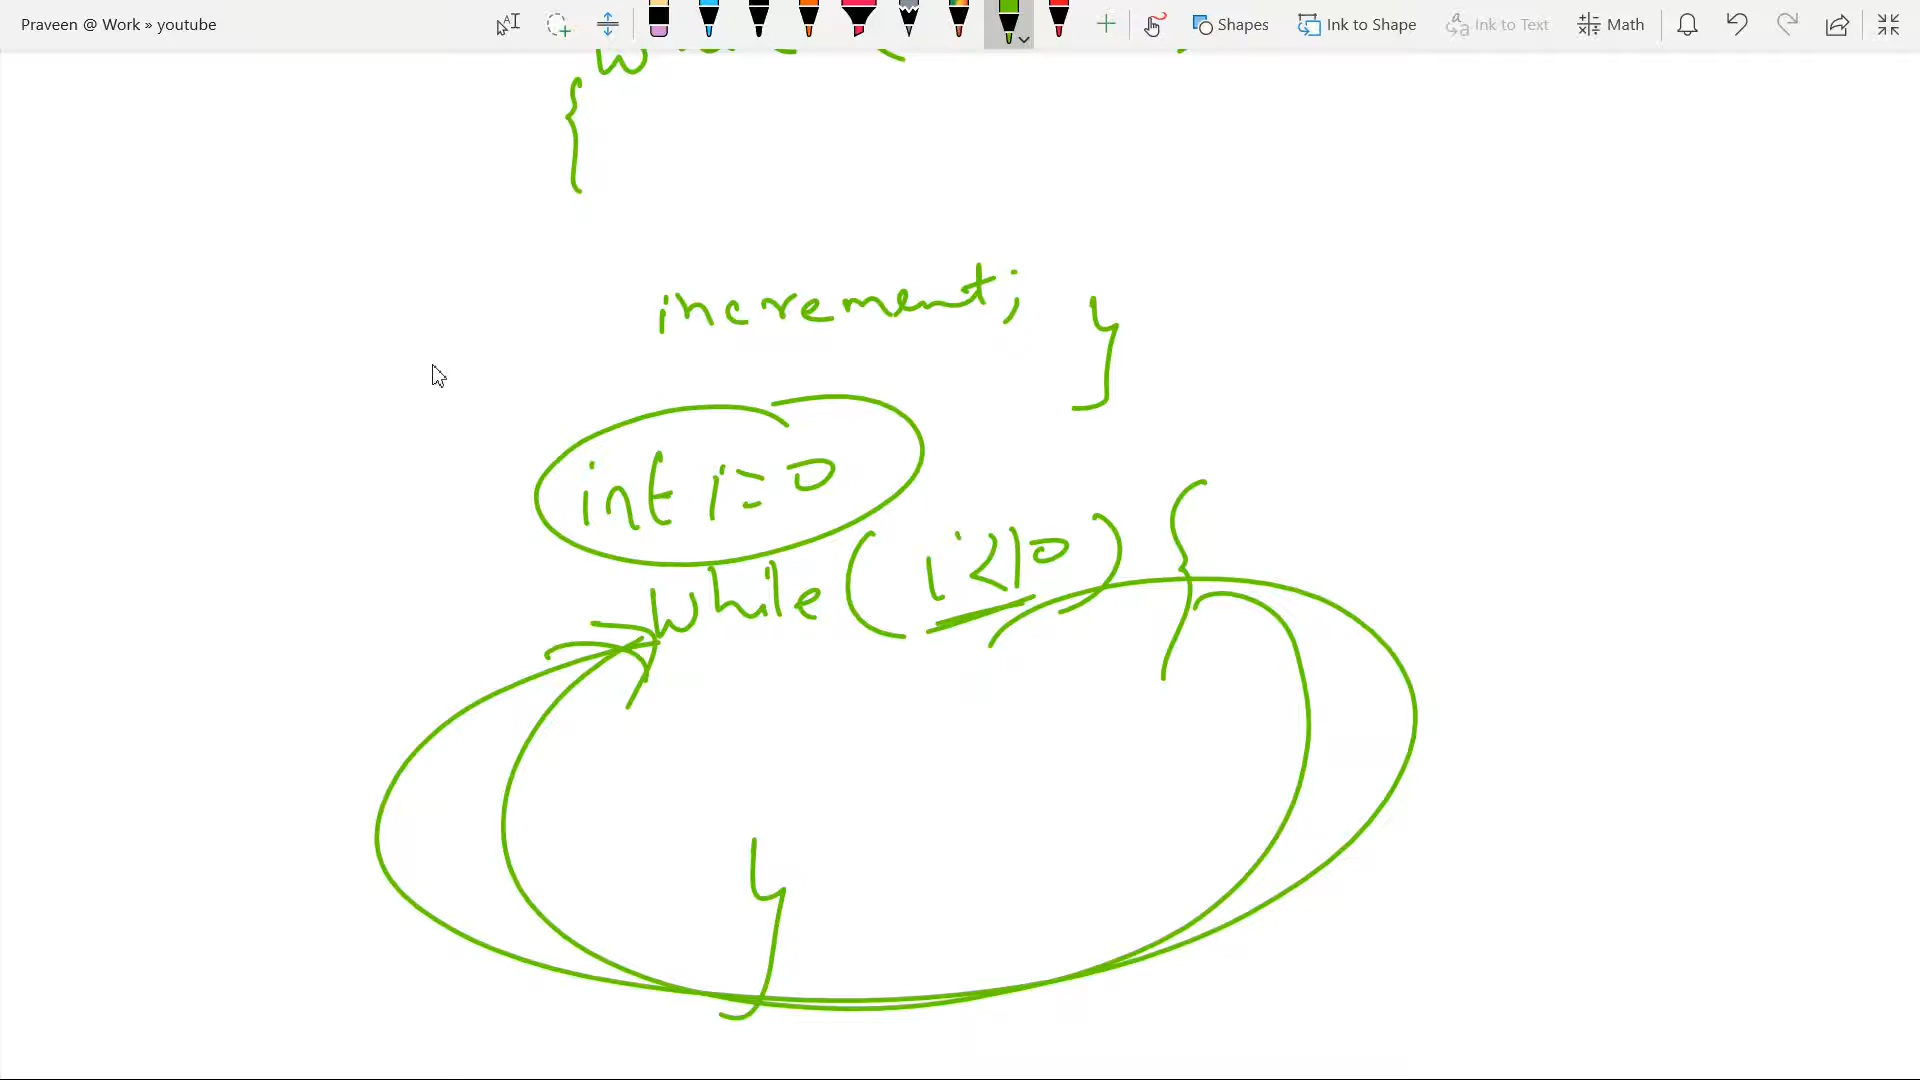 Praveen @ Work » youtube
Shapes
Ink to Shape
Ink to Text
Math
{
increment; }
int i=0
while (i<10) {
}